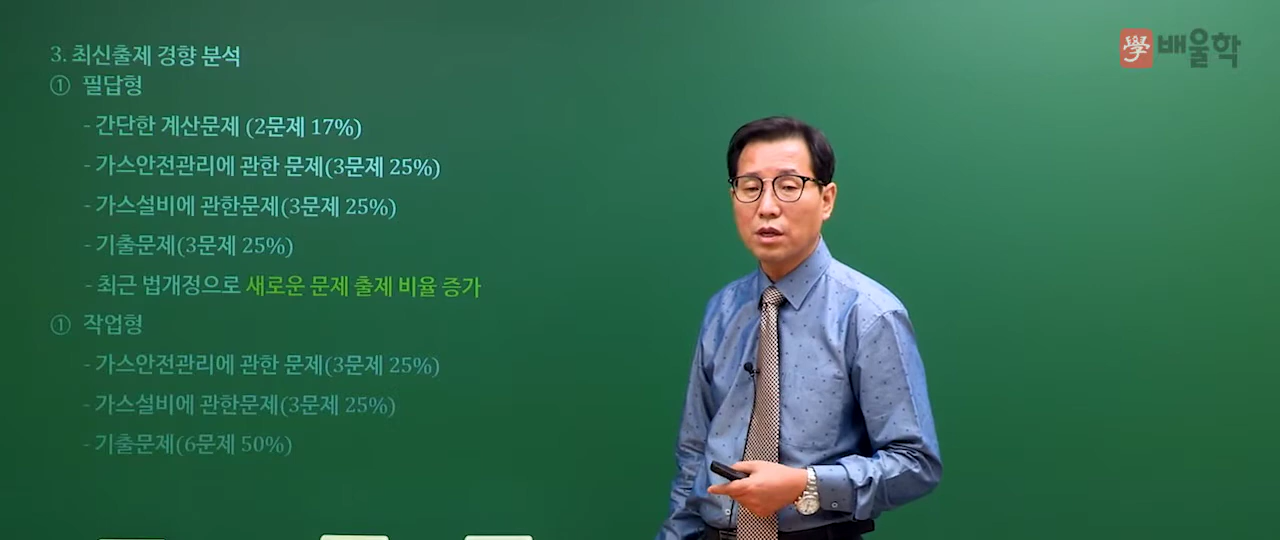 3. 최신출제 경향 분석
① 필답형
- 간단한 계산문제 (2문제 17%)
- 가스안전관리에 관한 문제(3문제 25%)
- 가스설비에 관한문제(3문제 25%)
- 기출문제(3문제 25%)
- 최근 법개정으로 새로운 문제 출제 비율 증가
① 작업형
- 가스안전관리에 관한 문제(3문제 25%)
- 가스설비에 관한문제(3문제 25%)
- 기출문제(6문제 50%)
學 배울학